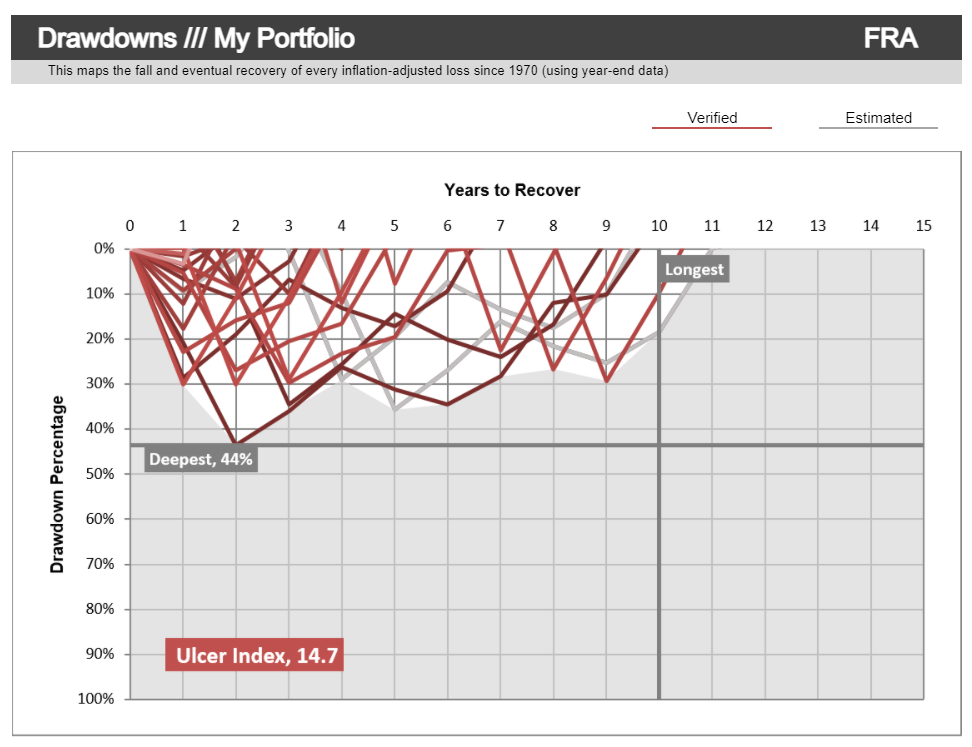 Drawdowns /// My Portfolio FRA
This maps the fall and eventual recovery of every inflation-adjusted loss since 1970 (using year-end data)
Verified Estimated
Years to Recover
0 1 2 3 4 5 6 7 8 9 10 11 12 13 14 15
0%
Longest
10%
20%
30%
40%
Deepest, 44%
50%
60%
70%
80%
90%
100%
Drawdown Percentage
Ulcer Index, 14.7